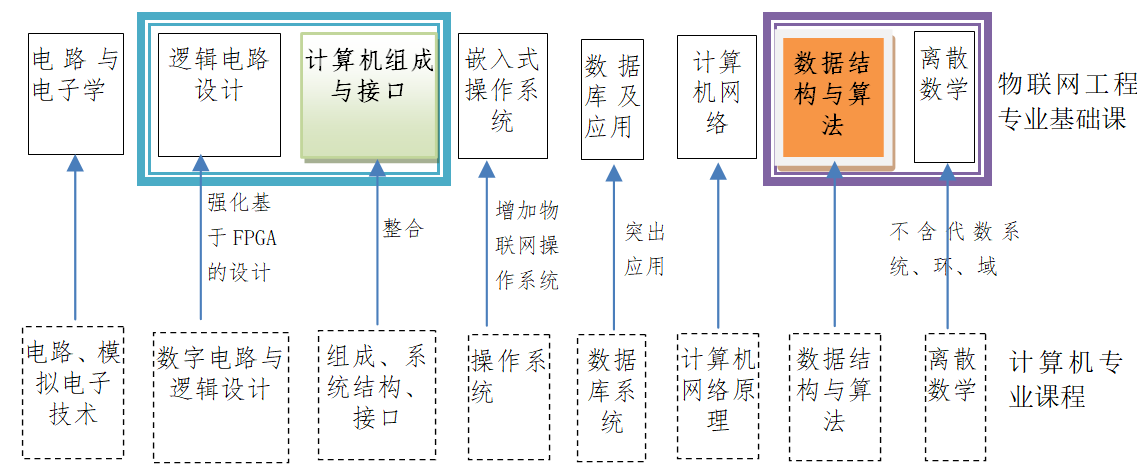 电路与
电子学
逻辑电路
设计
计算机组成
与接口
嵌入式
操作系
统
数据
库及
应用
计算
机网
络
数据结
构与算
法
离散
数学
物联网工程
专业基础课
强化基
于FPGA
的设计
整合
增加物
联网操
作系统
突出
应用
不含代数系
统、环、域
电路、模
拟电子
技术
数字电路与
逻辑设计
组成、系
统结构、
接口
操作系
统
数据
库系
统
计算机
网络原
理
数据结
构与算
法
离散
数学
计算机专
业课程